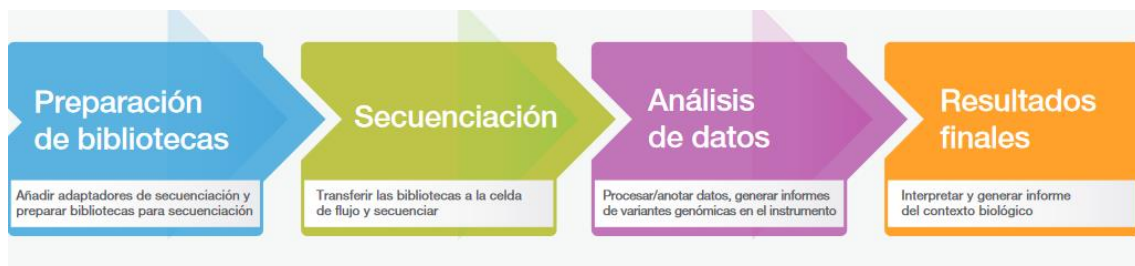 Preparación
de bibliotecas
Añadir adaptadores de secuenciación y
preparar bibliotecas para secuenciación
Secuenciación
Transferir las bibliotecas a la celda
de flujo y secuenciar
Análisis
de datos
Procesar/anotar datos, generar informes
de variantes genómicas en el instrumento
Resultados
finales
Interpretar y generar informe
del contexto biológico